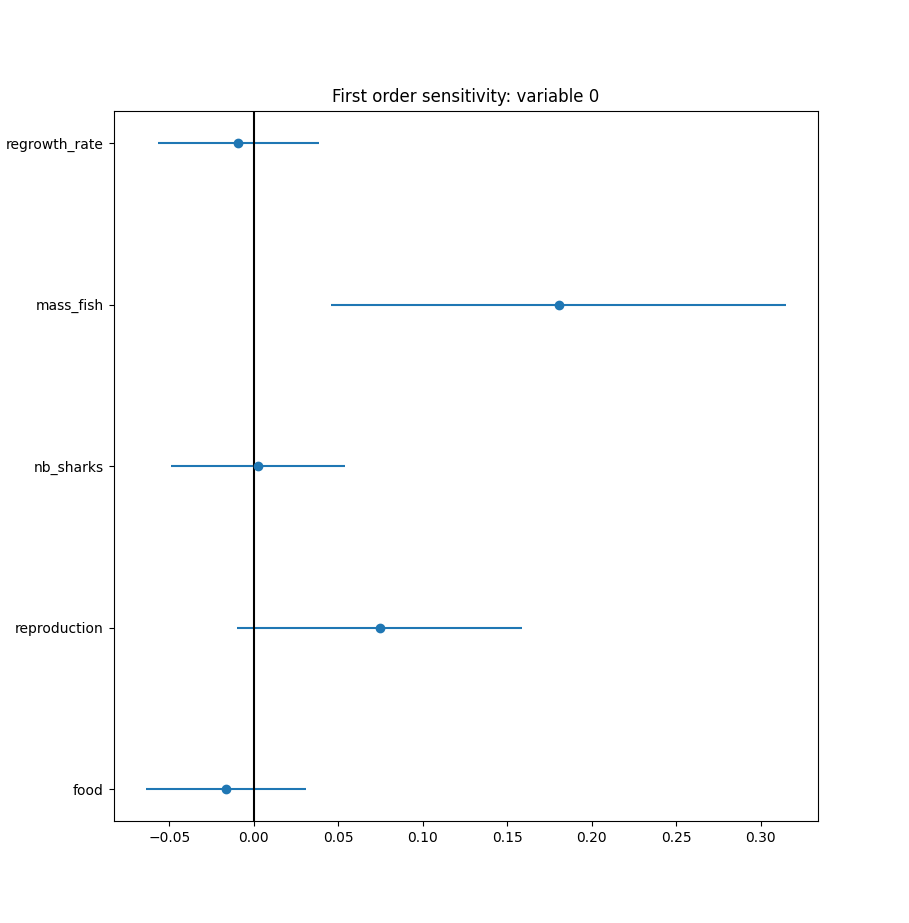 First order sensitivity: variable 0
regrowth_rate
mass_fish
nb_sharks
reproduction
food
−0.05 0.00 0.05 0.10 0.15 0.20 0.25 0.30